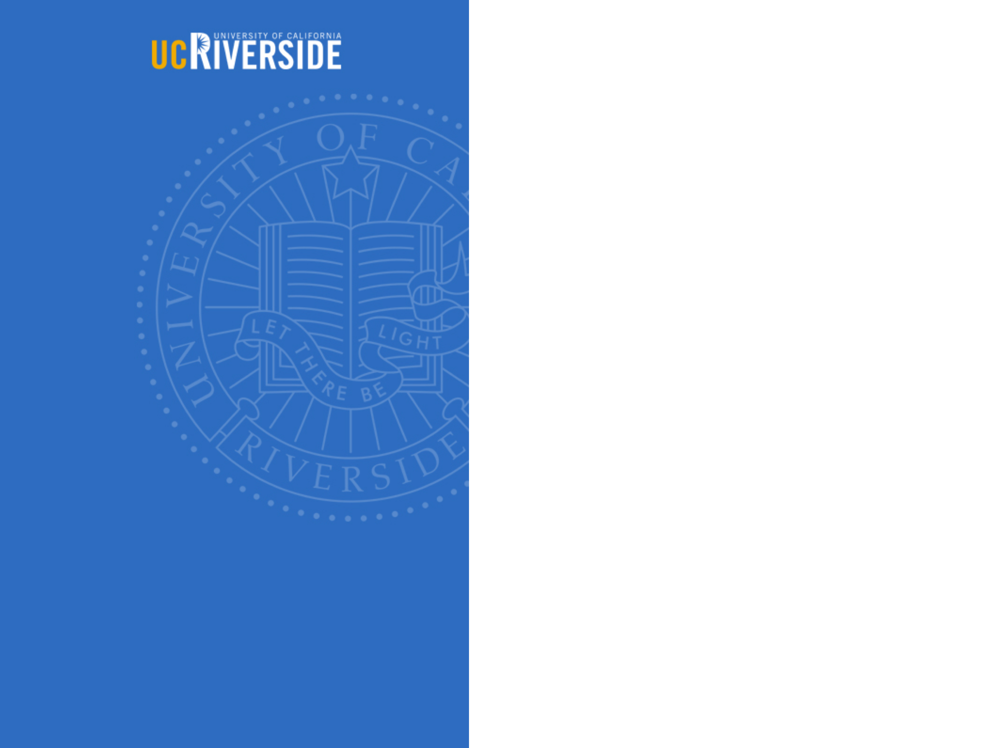 UNIVERSITY OF CALIFORNIA
UCRIVERSIDE
UNIVERSITY OF CA
LET THERE BE LIGHT
RIVERSIDE